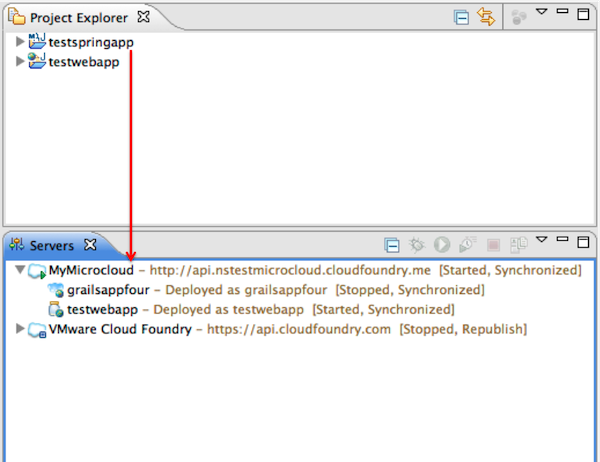 Project Explorer
testspringapp
testwebapp
Servers
MyMicrocloud – http://api.nstestmicrocloud.cloudfoundry.me [Started, Synchronized]
grailsappfour – Deployed as grailsappfour [Stopped, Synchronized]
testwebapp – Deployed as testwebapp [Started, Synchronized]
VMware Cloud Foundry – https://api.cloudfoundry.com [Stopped, Republish]